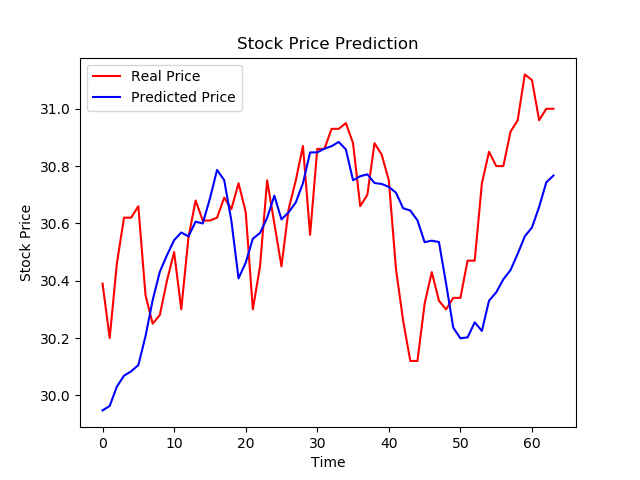 Stock Price Prediction
Real Price
Predicted Price
31.0
30.8
30.6
30.4
30.2
30.0
Stock Price
0 10 20 30 40 50 60
Time